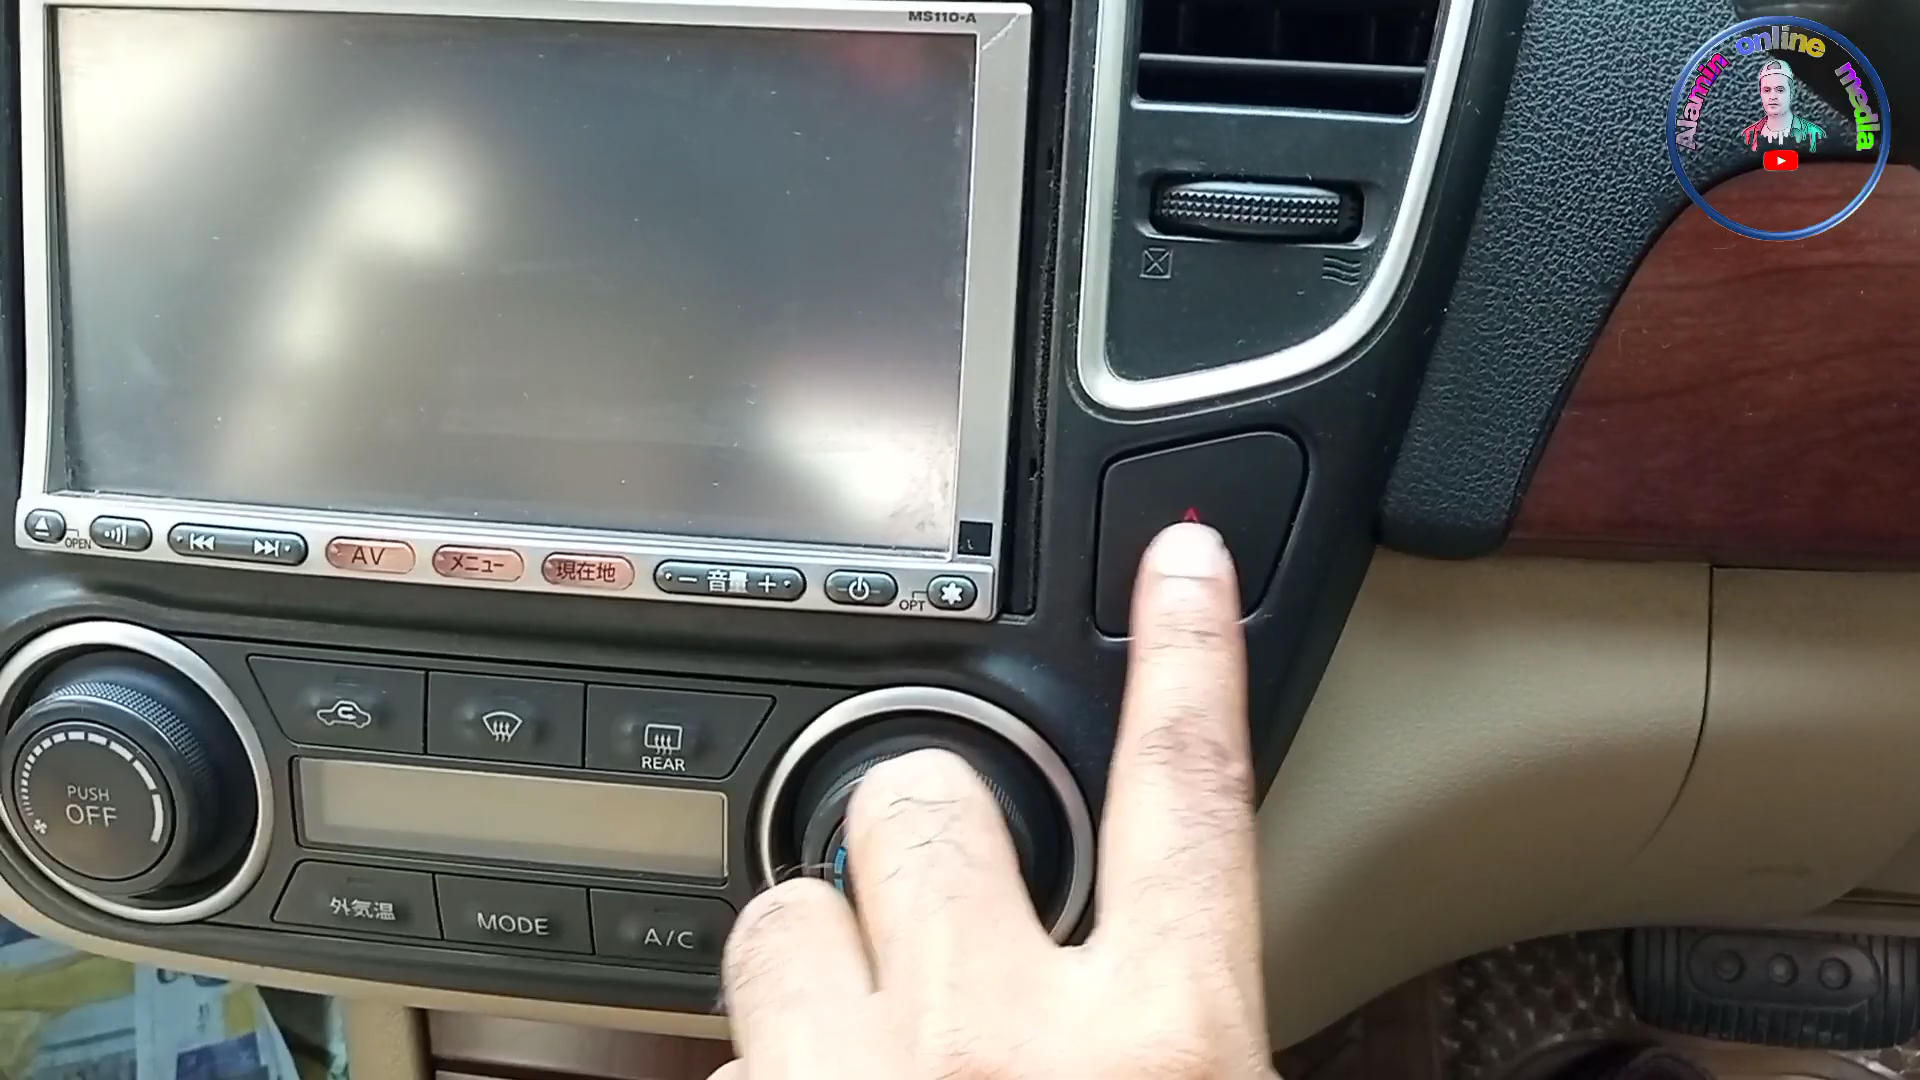 MS110-A
Alamin online media
OPEN
AV
メニュー
現在地
− 音量 +
OPT
PUSH
OFF
REAR
外気温
MODE
A/C